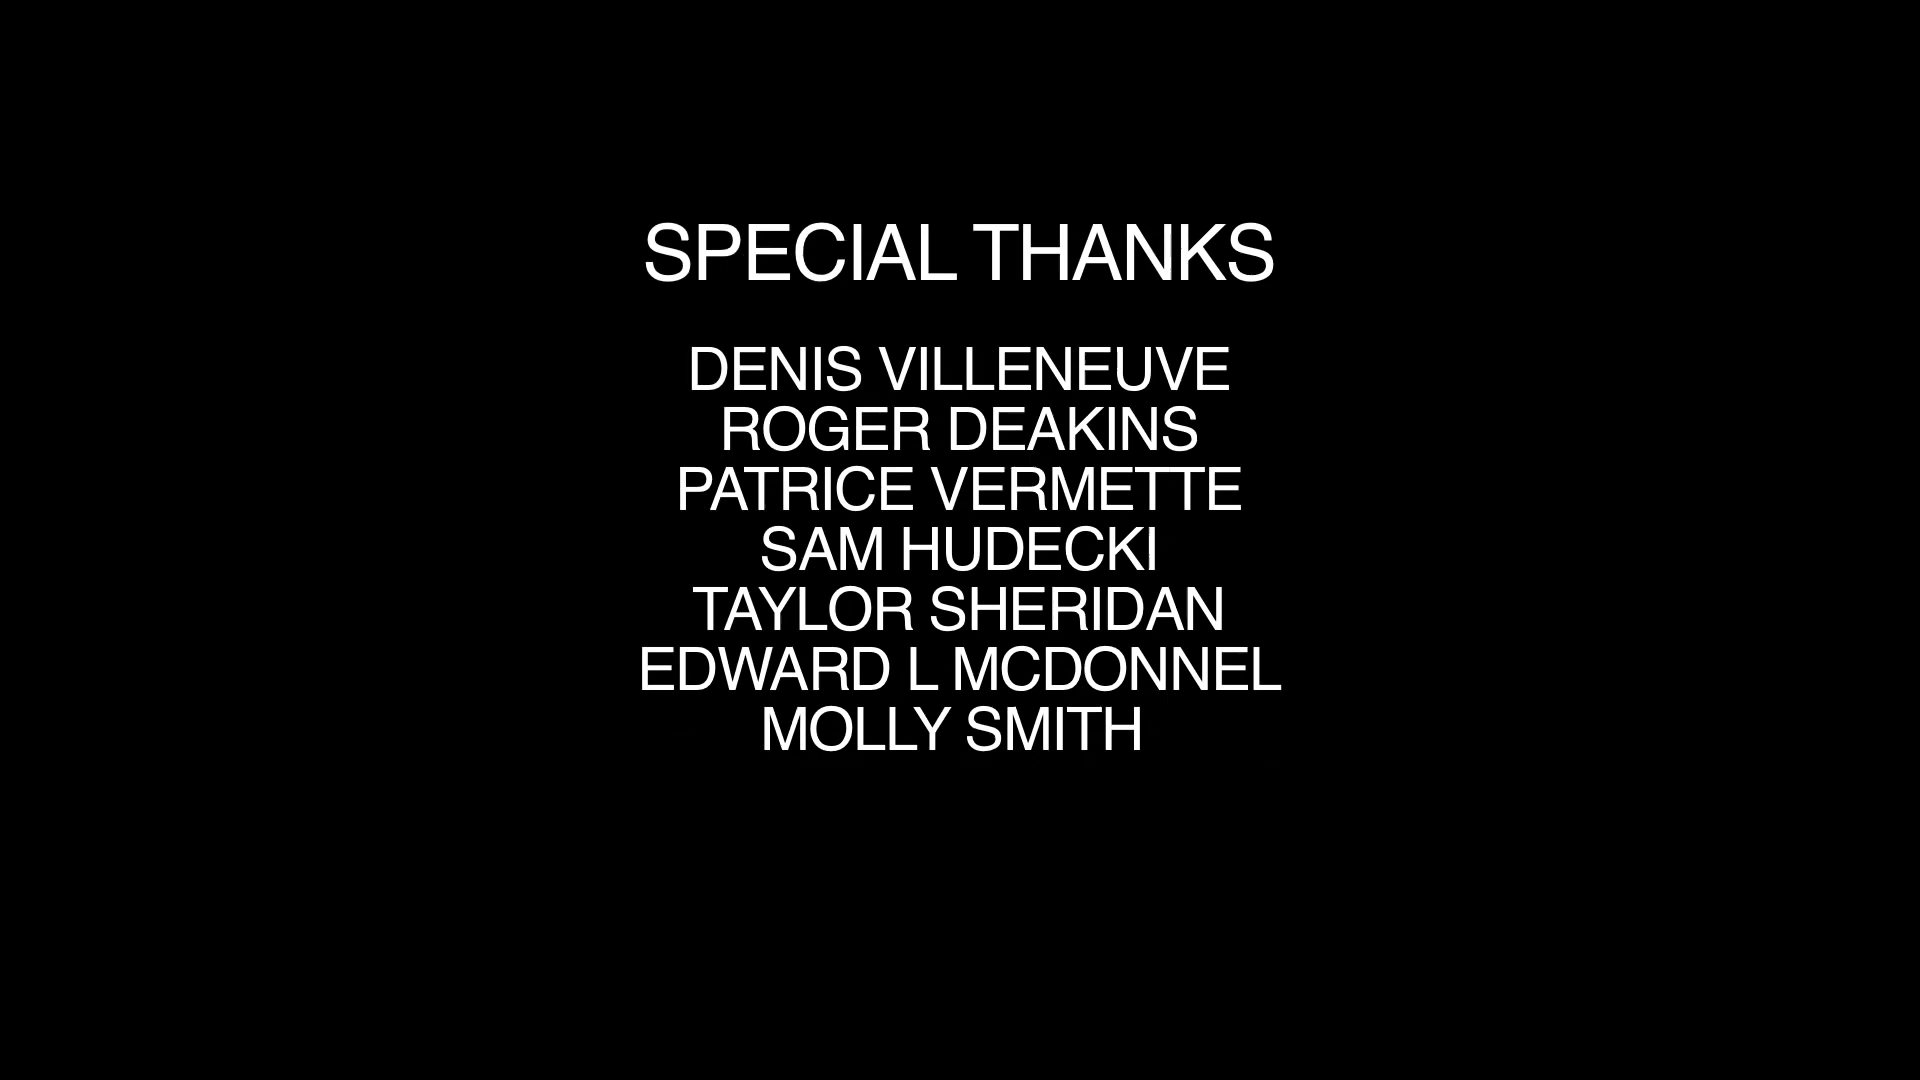 SPECIAL THANKS
DENIS VILLENEUVE
ROGER DEAKINS
PATRICE VERMETTE
SAM HUDECKI
TAYLOR SHERIDAN
EDWARD L MCDONNEL
MOLLY SMITH